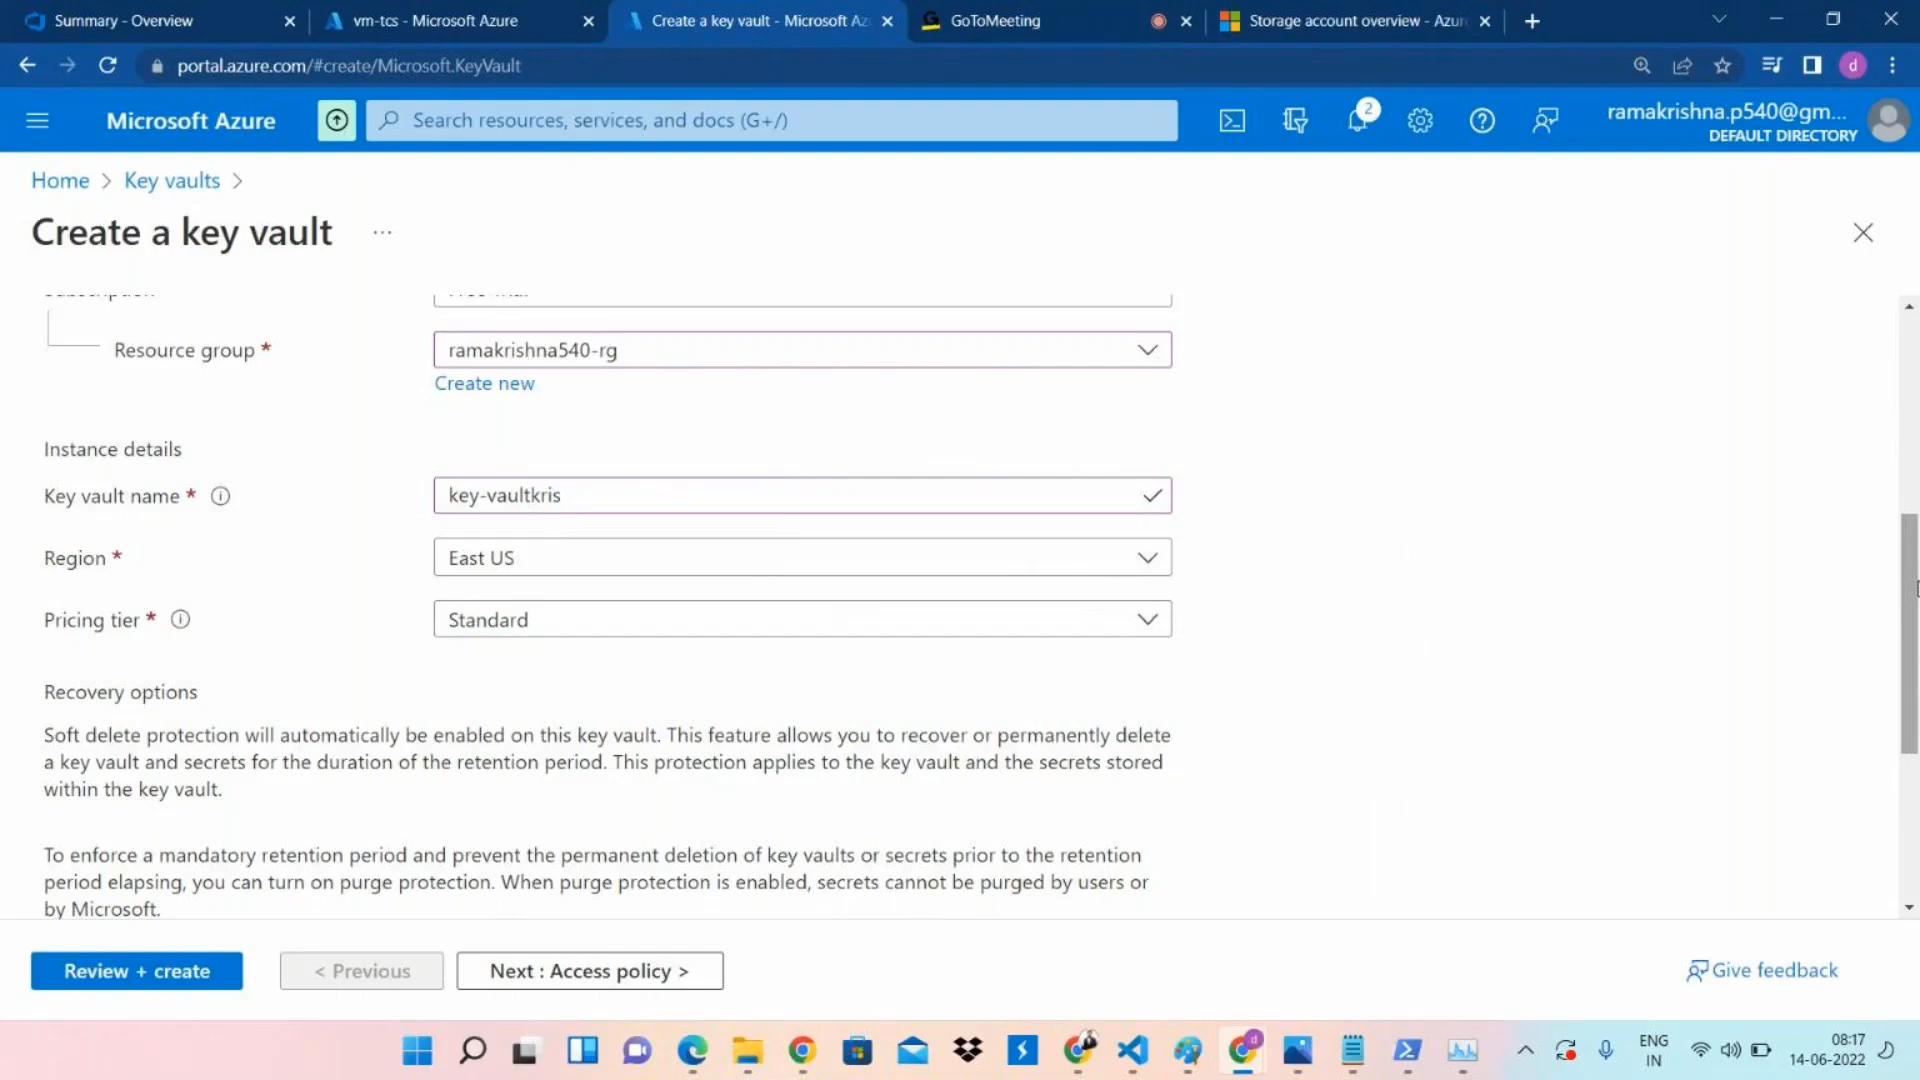 Summary - Overview
vm-tcs - Microsoft Azure
Create a key vault - Microsoft Az
GoToMeeting
Storage account overview - Azur
portal.azure.com/#create/Microsoft.KeyVault
d
Microsoft Azure
Search resources, services, and docs (G+/)
2
ramakrishna.p540@gm...
DEFAULT DIRECTORY
Home > Key vaults >
Create a key vault ...
Resource group *
ramakrishna540-rg
Create new
Instance details
Key vault name *
key-vaultkris
Region *
East US
Pricing tier *
Standard
Recovery options
Soft delete protection will automatically be enabled on this key vault. This feature allows you to recover or permanently delete
a key vault and secrets for the duration of the retention period. This protection applies to the key vault and the secrets stored
within the key vault.
To enforce a mandatory retention period and prevent the permanent deletion of key vaults or secrets prior to the retention
period elapsing, you can turn on purge protection. When purge protection is enabled, secrets cannot be purged by users or
by Microsoft.
Review + create
< Previous
Next : Access policy >
Give feedback
ENG
IN
08:17
14-06-2022